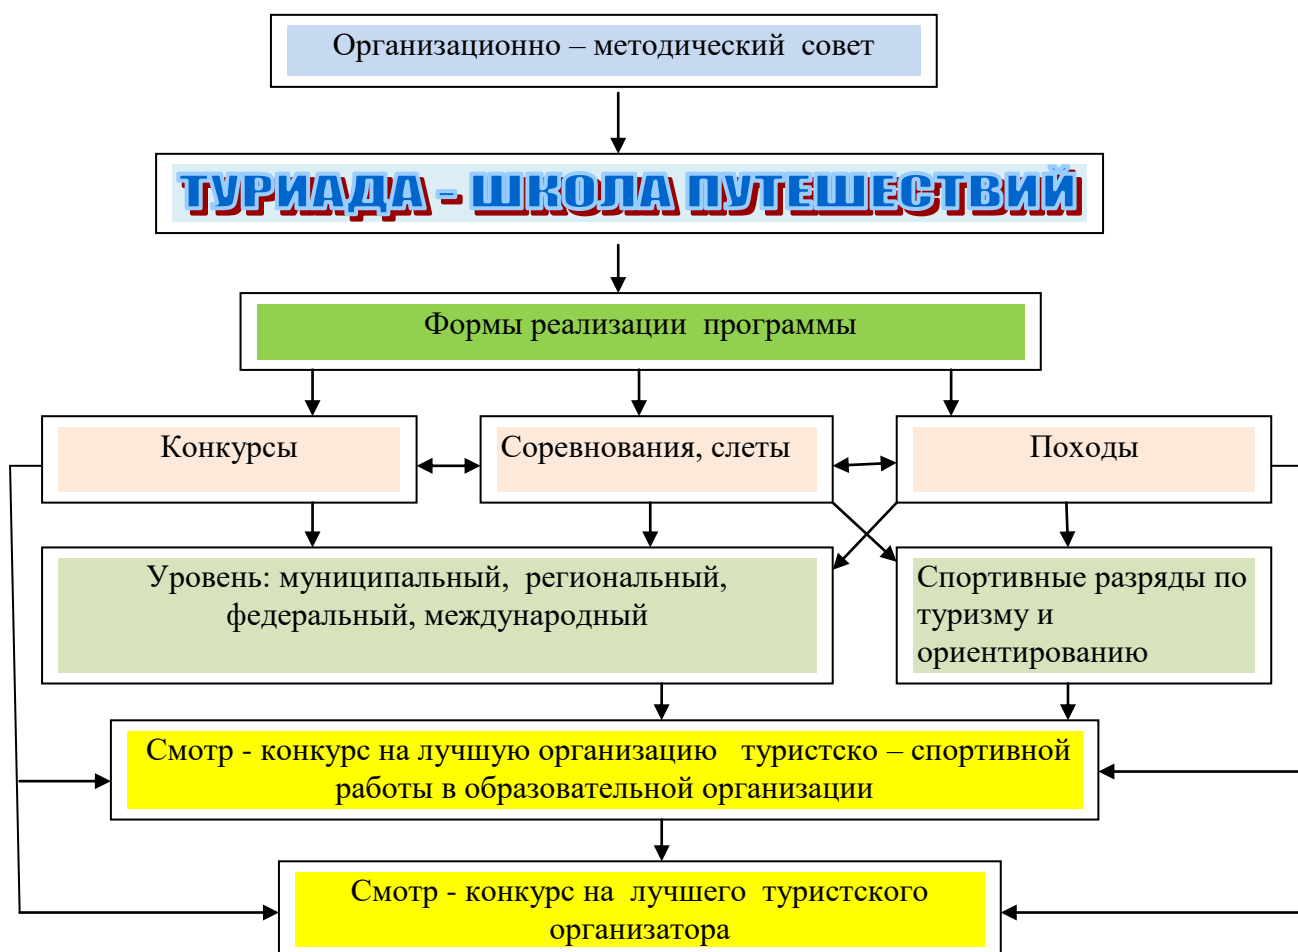 Организационно – методический совет
ТУРИАДА - ШКОЛА ПУТЕШЕСТВИЙ
Формы реализации программы
Конкурсы
Соревнования, слеты
Походы
Уровень: муниципальный, региональный,
федеральный, международный
Спортивные разряды по
туризму и
ориентированию
Смотр - конкурс на лучшую организацию туристско – спортивной
работы в образовательной организации
Смотр - конкурс на лучшего туристского
организатора